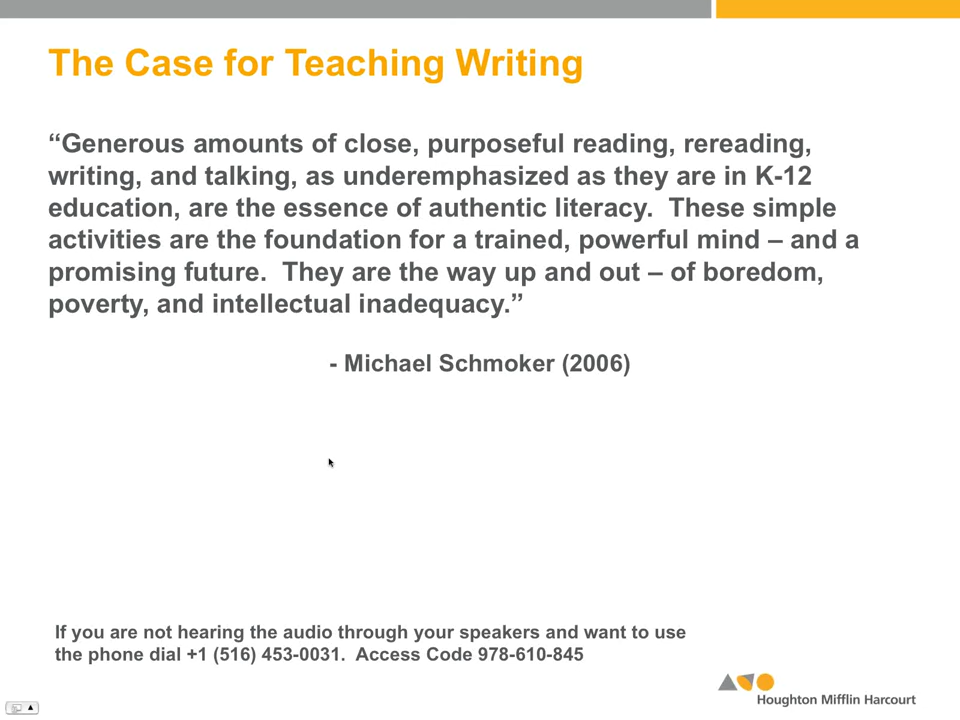 The Case for Teaching Writing
“Generous amounts of close, purposeful reading, rereading,
writing, and talking, as underemphasized as they are in K-12
education, are the essence of authentic literacy.  These simple
activities are the foundation for a trained, powerful mind – and a
promising future.  They are the way up and out – of boredom,
poverty, and intellectual inadequacy.”
- Michael Schmoker (2006)
If you are not hearing the audio through your speakers and want to use
the phone dial +1 (516) 453-0031.  Access Code 978-610-845
Houghton Mifflin Harcourt